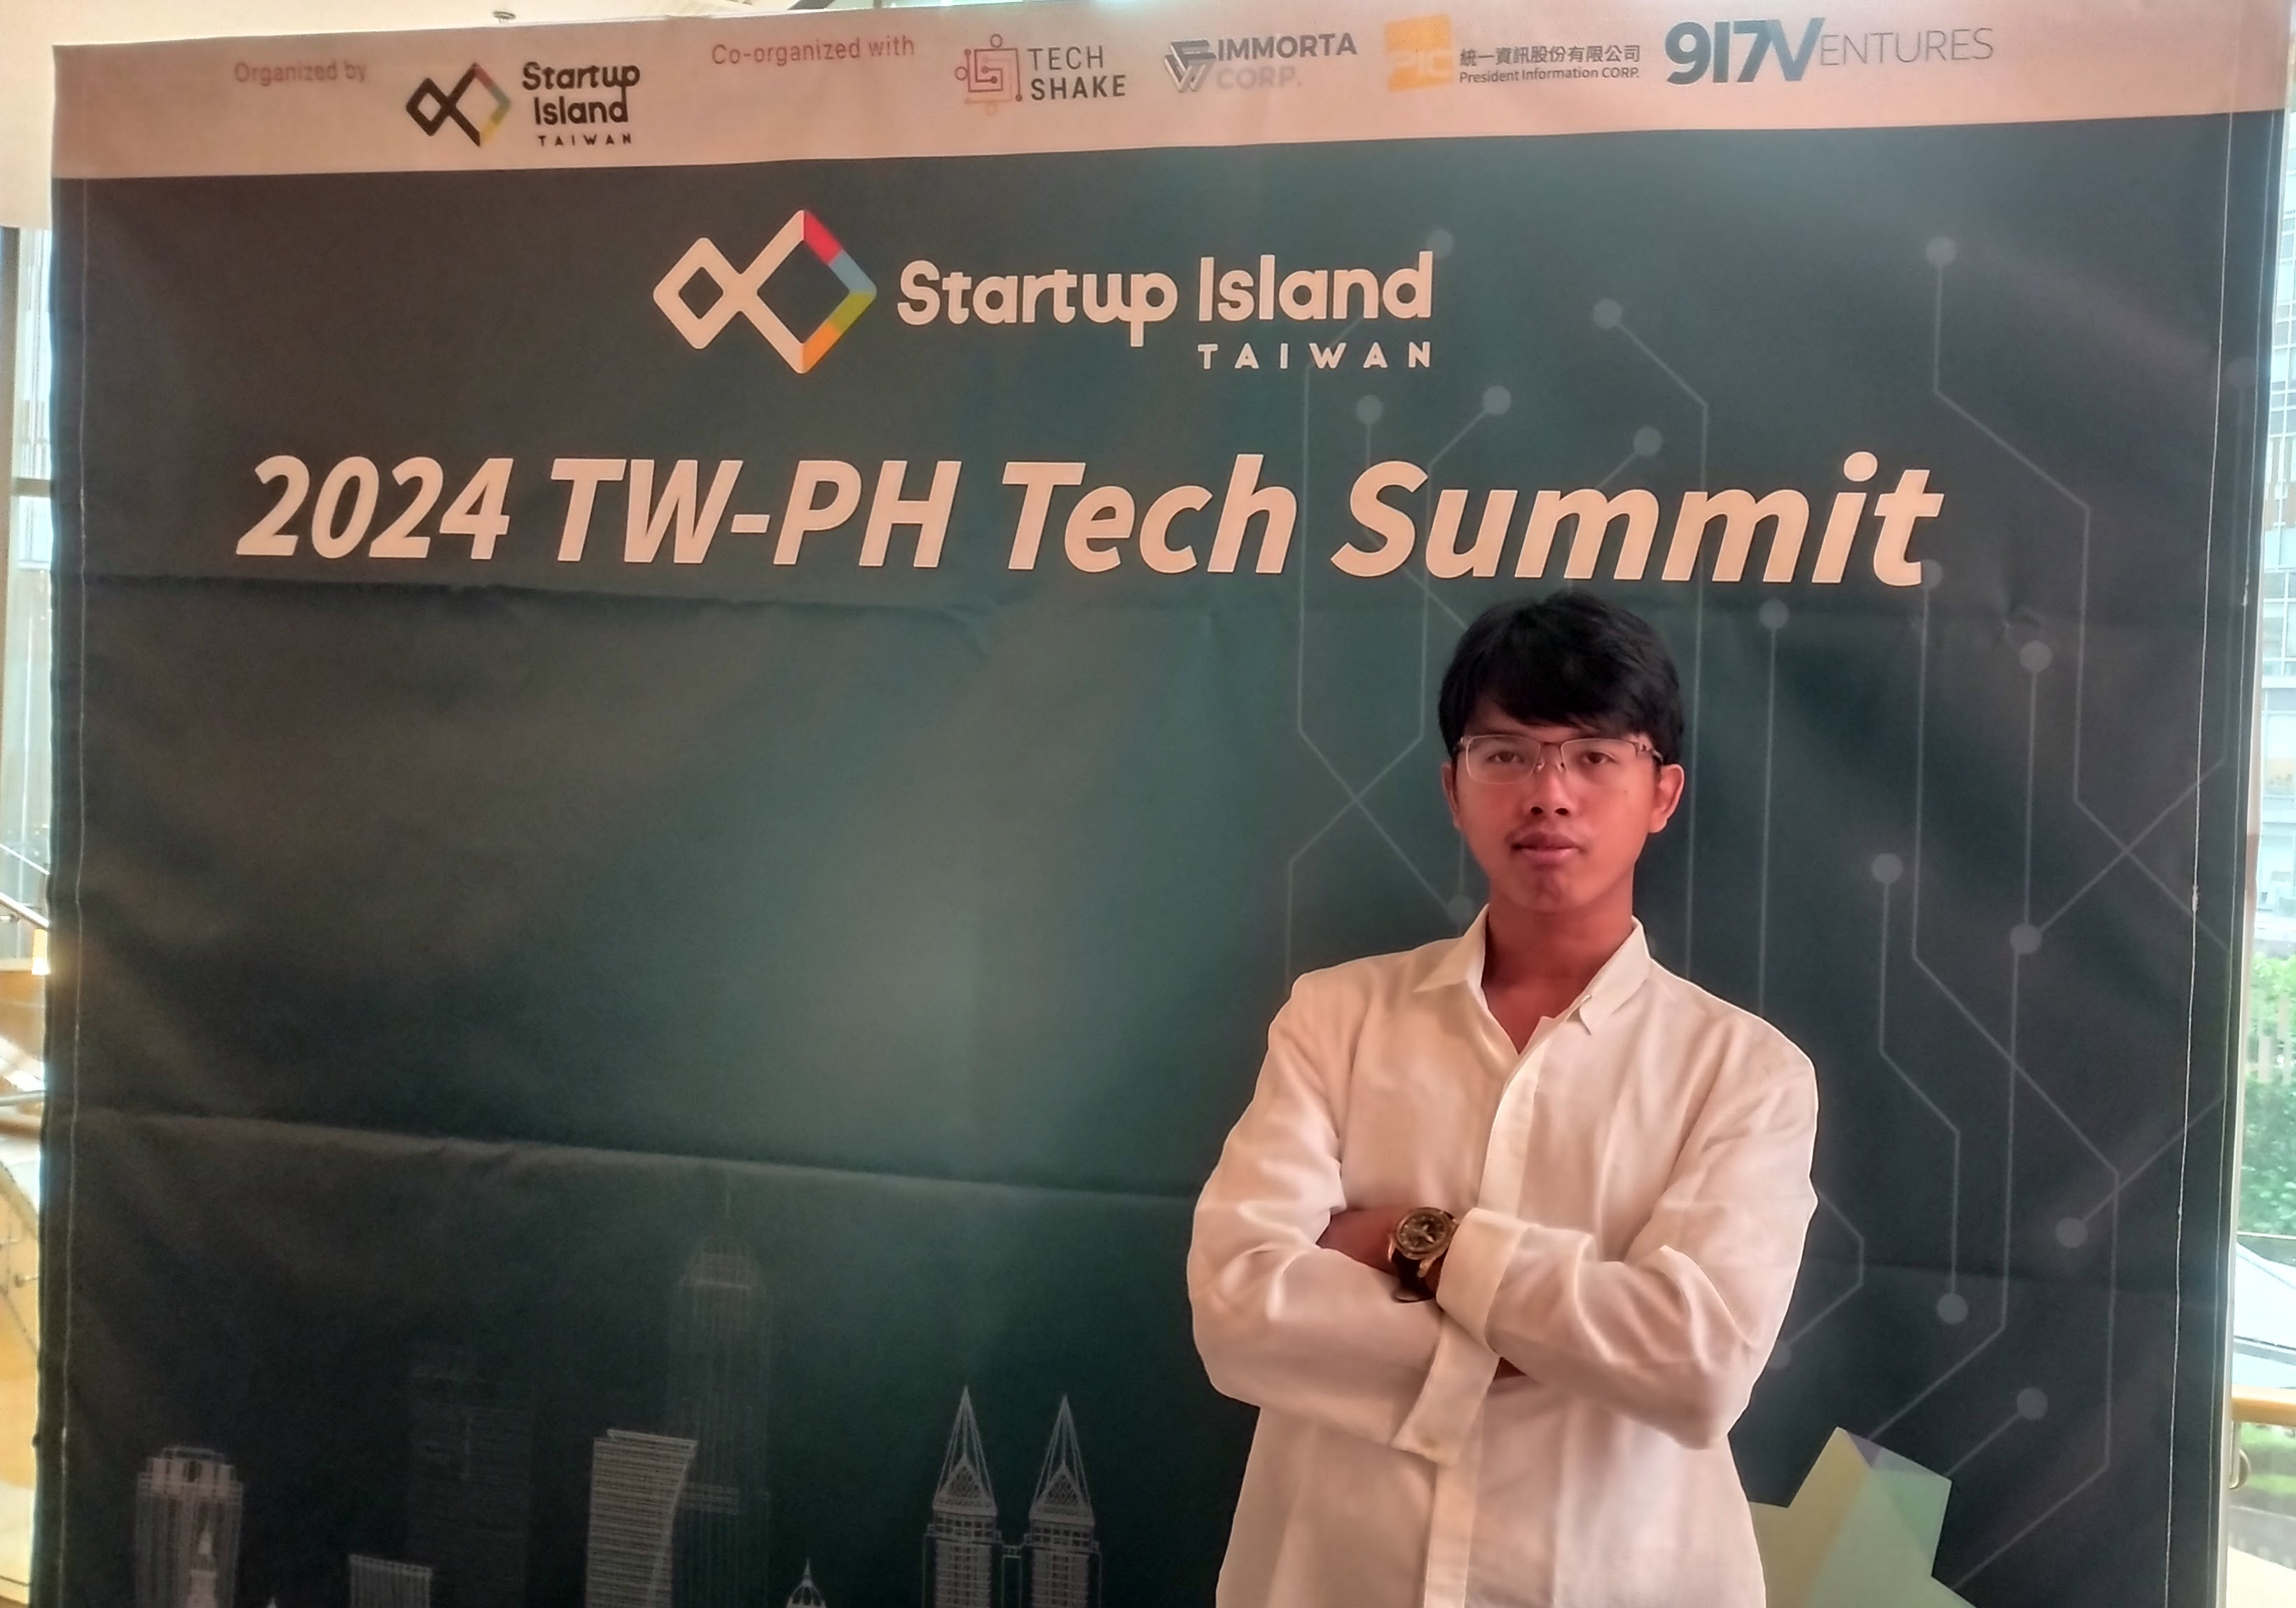 Organized by
Startup
Island
TAIWAN
Co-organized with
TECH
SHAKE
IMMORTA
CORP.
PIC
統一資訊股份有限公司
President Information CORP.
917VENTURES
Startup Island
TAIWAN
2024 TW-PH Tech Summit